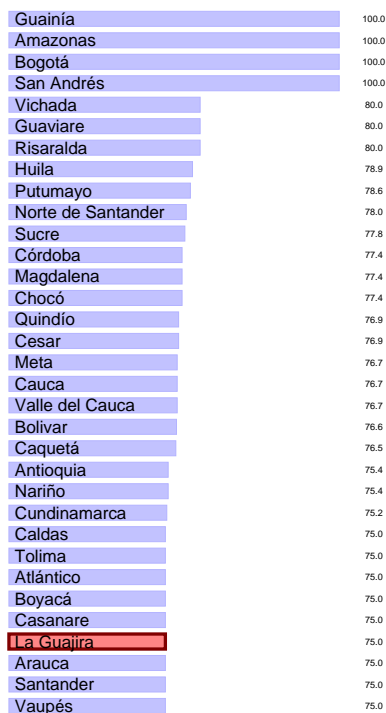 Guainía 100.0
Amazonas 100.0
Bogotá 100.0
San Andrés 100.0
Vichada 80.0
Guaviare 80.0
Risaralda 80.0
Huila 78.9
Putumayo 78.6
Norte de Santander 78.0
Sucre 77.8
Córdoba 77.4
Magdalena 77.4
Chocó 77.4
Quindío 76.9
Cesar 76.9
Meta 76.7
Cauca 76.7
Valle del Cauca 76.7
Bolivar 76.6
Caquetá 76.5
Antioquia 75.4
Nariño 75.4
Cundinamarca 75.2
Caldas 75.0
Tolima 75.0
Atlántico 75.0
Boyacá 75.0
Casanare 75.0
La Guajira 75.0
Arauca 75.0
Santander 75.0
Vaupés 75.0